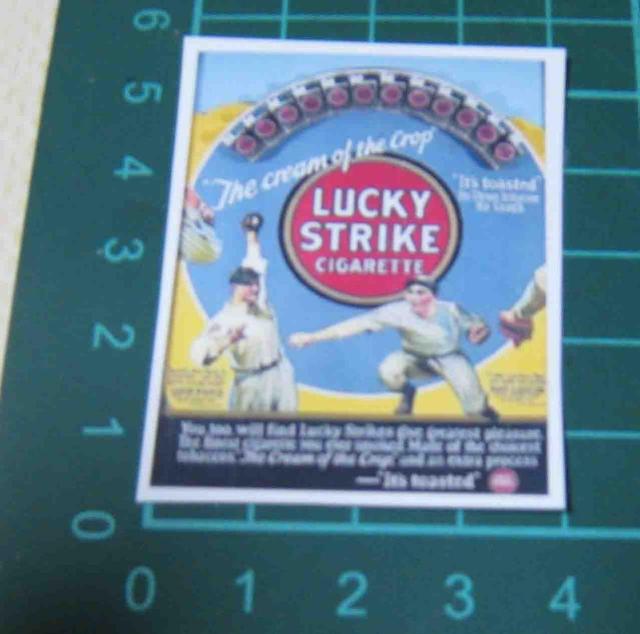 6
5
4
3
2
1
0
"The cream of the Crop"
LUCKY
STRIKE
CIGARETTE
"It's toasted"
You too will find Lucky Strikes give greatest pleasure.
The finest cigarette you ever smoked. Made of the choicest
tobaccos, "The Cream of the Crop" and an extra process
—"It's toasted"
0 1 2 3 4